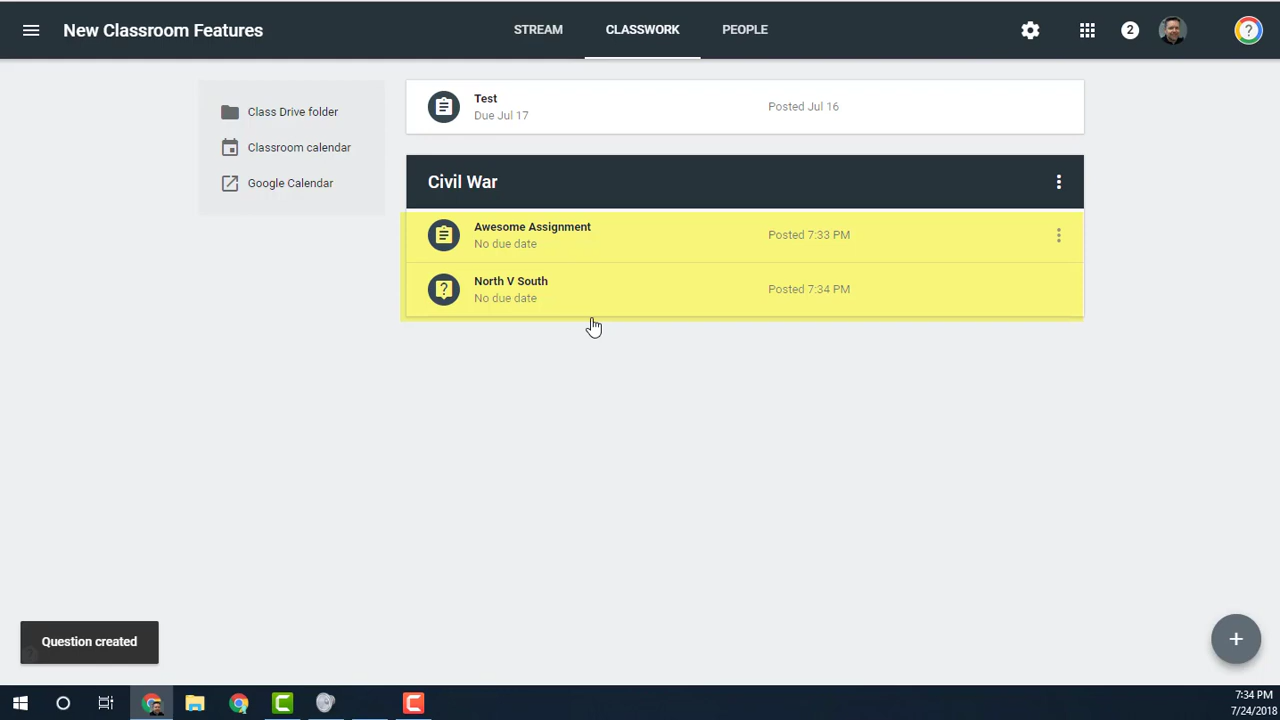 New Classroom Features
STREAM
CLASSWORK
PEOPLE
2
?
Class Drive folder
Classroom calendar
Google Calendar
Test
Due Jul 17
Posted Jul 16
Civil War
Awesome Assignment
No due date
Posted 7:33 PM
?
North V South
No due date
Posted 7:34 PM
Question created
+
7:34 PM
7/24/2018